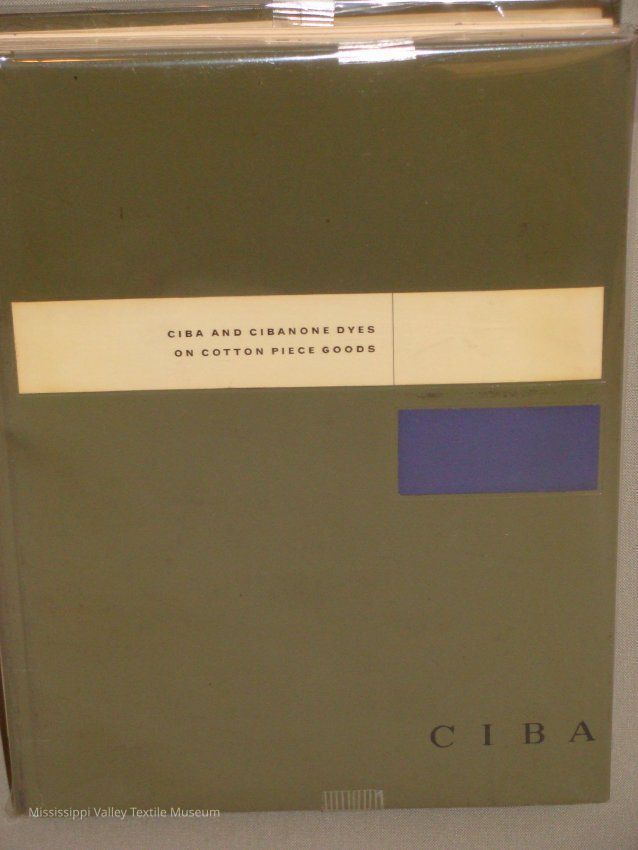 CIBA AND CIBANONE DYES
ON COTTON PIECE GOODS
CIBA
Mississippi Valley Textile Museum